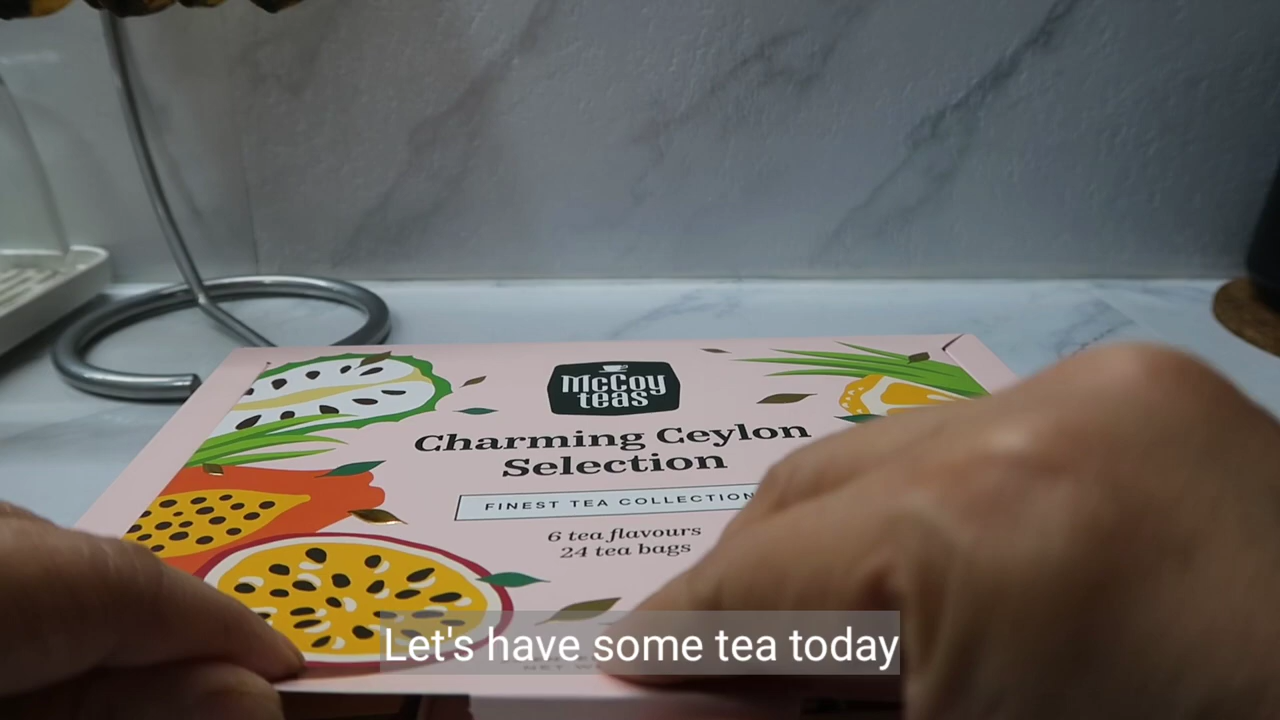 McCoy
teas
Charming Ceylon
Selection
FINEST TEA COLLECTION
6 tea flavours
24 tea bags
Let's have some tea today